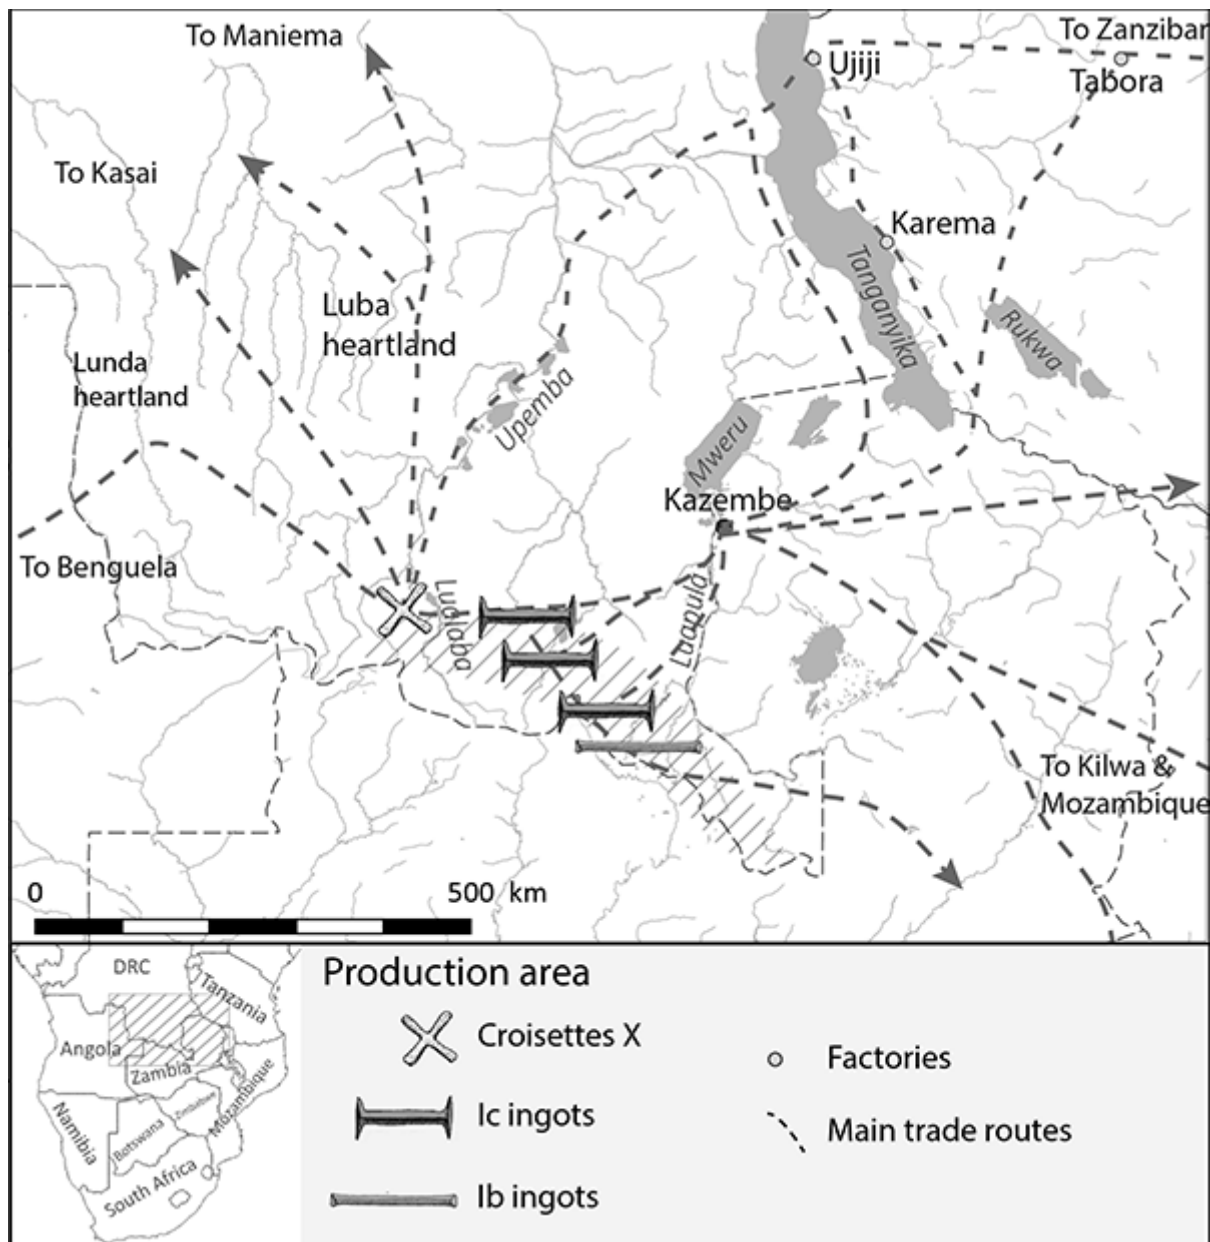 To Maniema
To Zanzibar
Ujiji
Tabora
To Kasai
Karema
Tanganyika
Luba
heartland
Rukwa
Lunda
heartland
Upemba
Mweru
Kazembe
To Benguela
Lualaba
Luapula
To Kilwa &
Mozambique
0
500 km
DRC
Tanzania
Angola
Zambia
Mozambique
Zimbabwe
Namibia
Botswana
South Africa
Production area
Croisettes X
Ic ingots
Ib ingots
Factories
Main trade routes